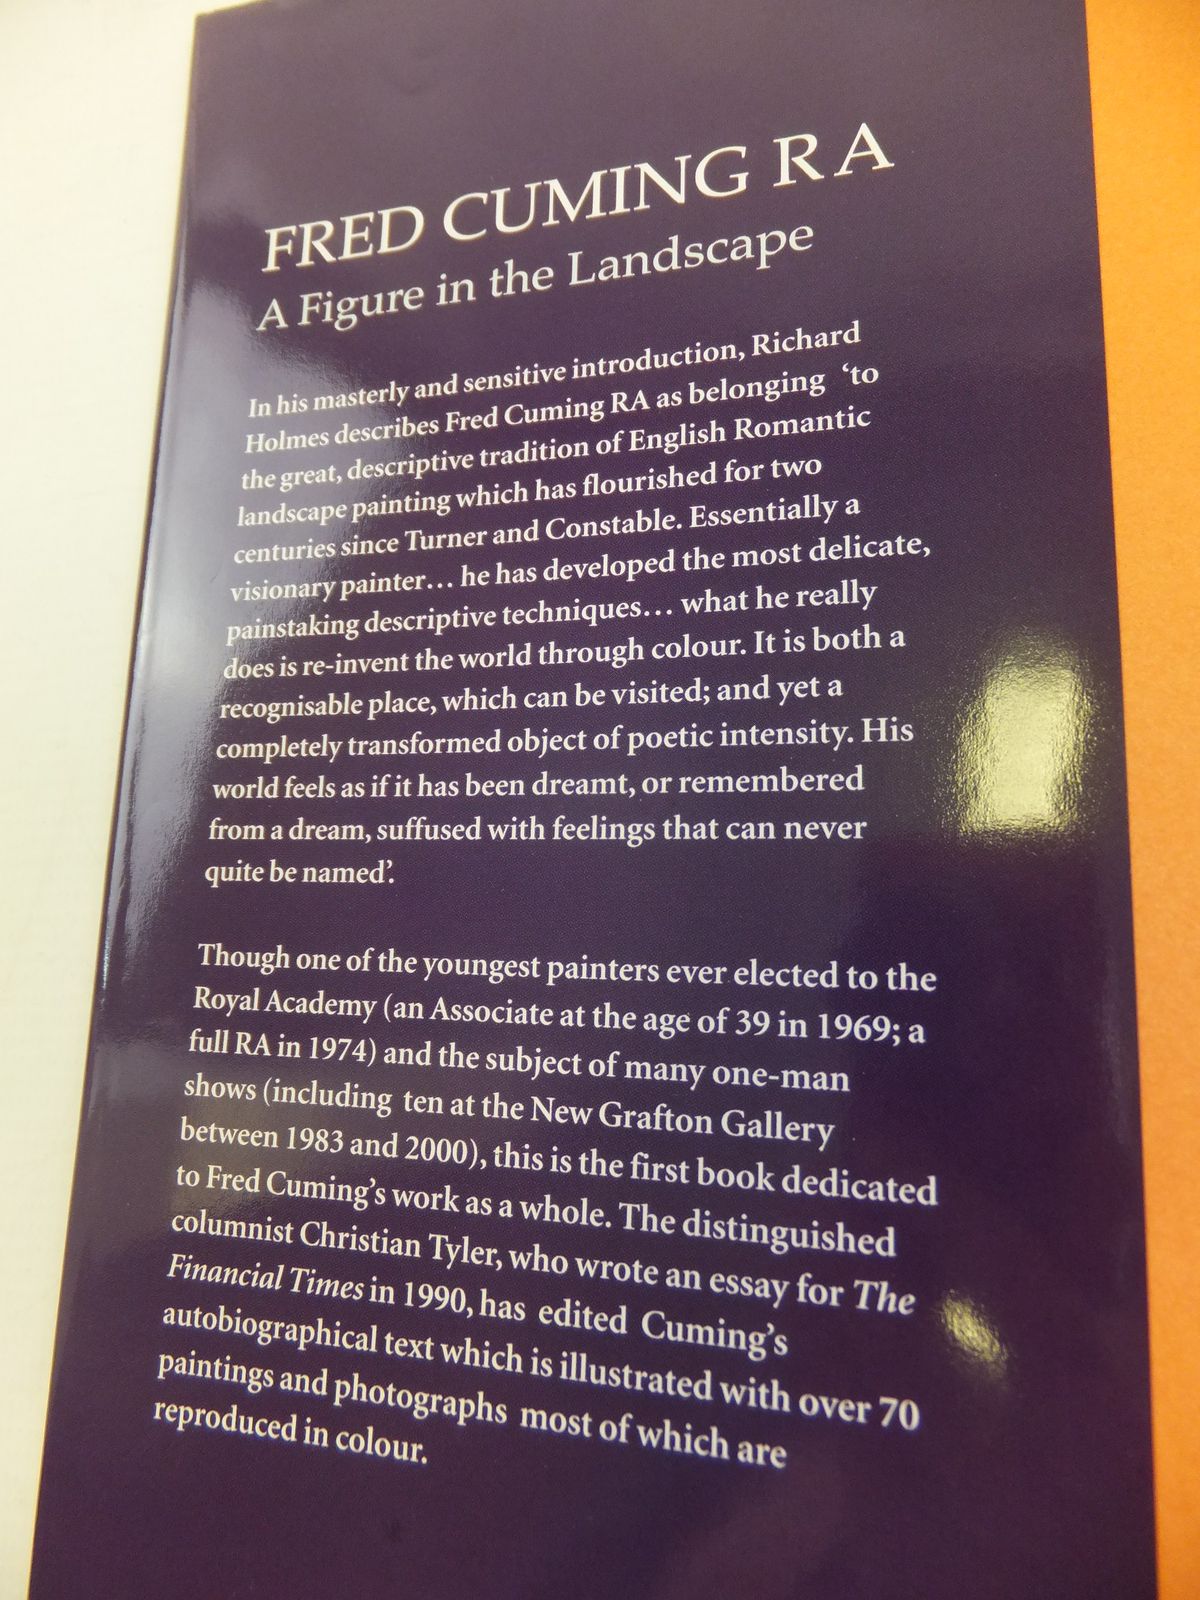 FRED CUMING R A
A Figure in the Landscape
In his masterly and sensitive introduction, Richard
Holmes describes Fred Cuming RA as belonging ‘to
the great, descriptive tradition of English Romantic
landscape painting which has flourished for two
centuries since Turner and Constable. Essentially a
visionary painter… he has developed the most delicate,
painstaking descriptive techniques… what he really
does is re-invent the world through colour. It is both a
recognisable place, which can be visited; and yet a
completely transformed object of poetic intensity. His
world feels as if it has been dreamt, or remembered
from a dream, suffused with feelings that can never
quite be named’.
Though one of the youngest painters ever elected to the
Royal Academy (an Associate at the age of 39 in 1969; a
full RA in 1974) and the subject of many one-man
shows (including ten at the New Grafton Gallery
between 1983 and 2000), this is the first book dedicated
to Fred Cuming’s work as a whole. The distinguished
columnist Christian Tyler, who wrote an essay for The
Financial Times in 1990, has edited Cuming’s
autobiographical text which is illustrated with over 70
paintings and photographs most of which are
reproduced in colour.